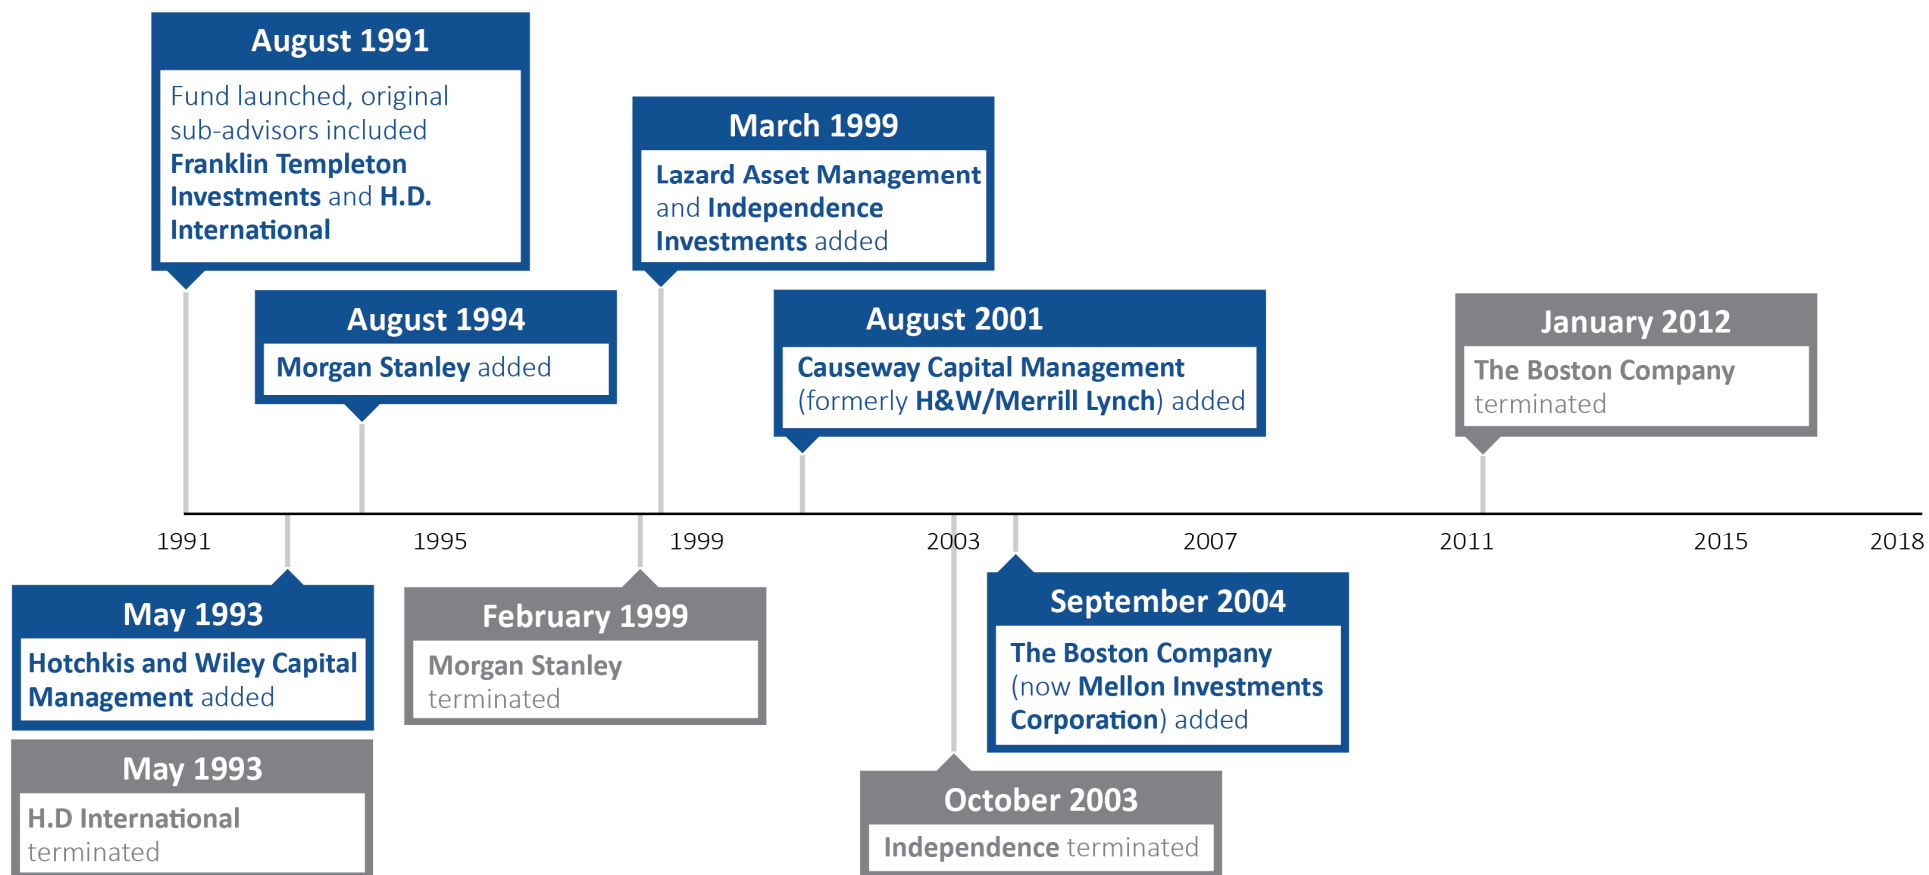 August 1991
Fund launched, original
sub-advisors included
Franklin Templeton
Investments and H.D.
International
March 1999
Lazard Asset Management
and Independence
Investments added
August 1994
Morgan Stanley added
August 2001
Causeway Capital Management
(formerly H&W/Merrill Lynch) added
January 2012
The Boston Company
terminated
1991
1995
1999
2003
2007
2011
2015
2018
May 1993
Hotchkis and Wiley Capital
Management added
May 1993
H.D International
terminated
February 1999
Morgan Stanley
terminated
September 2004
The Boston Company
(now Mellon Investments
Corporation) added
October 2003
Independence terminated